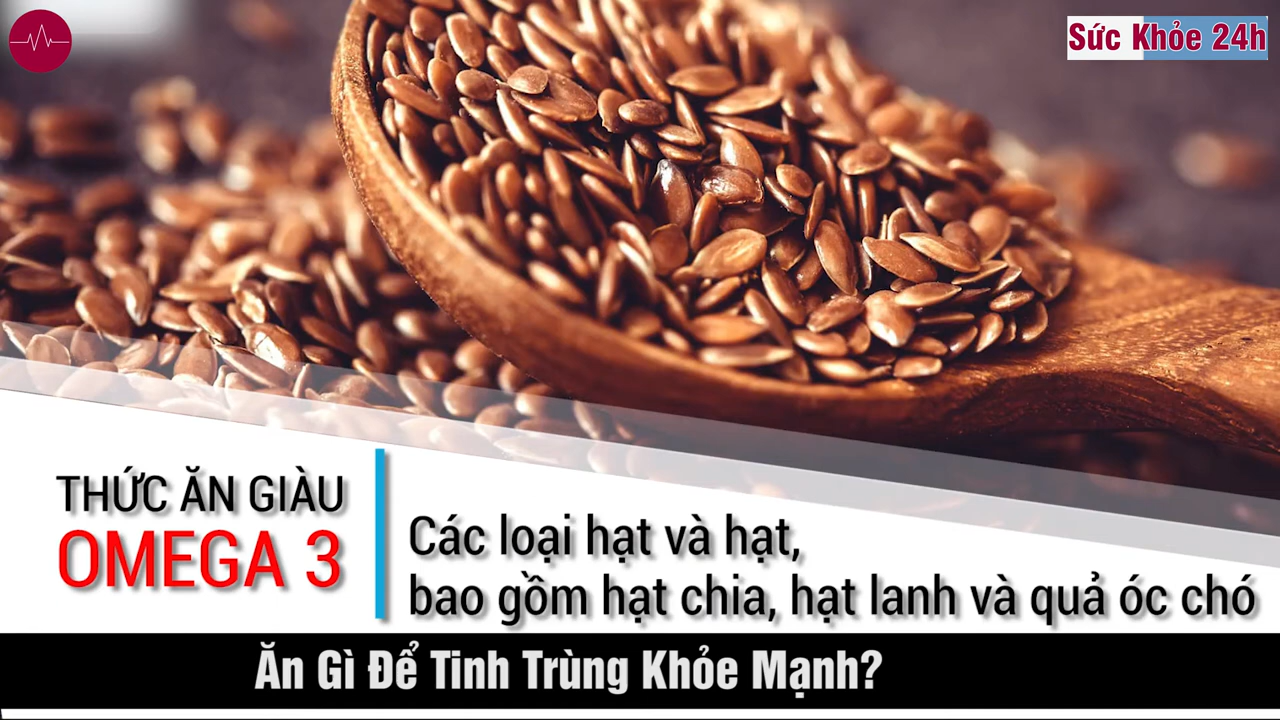 Sức Khỏe 24h
THỨC ĂN GIÀU
OMEGA 3
Các loại hạt và hạt,
bao gồm hạt chia, hạt lanh và quả óc chó
Ăn Gì Để Tinh Trùng Khỏe Mạnh?